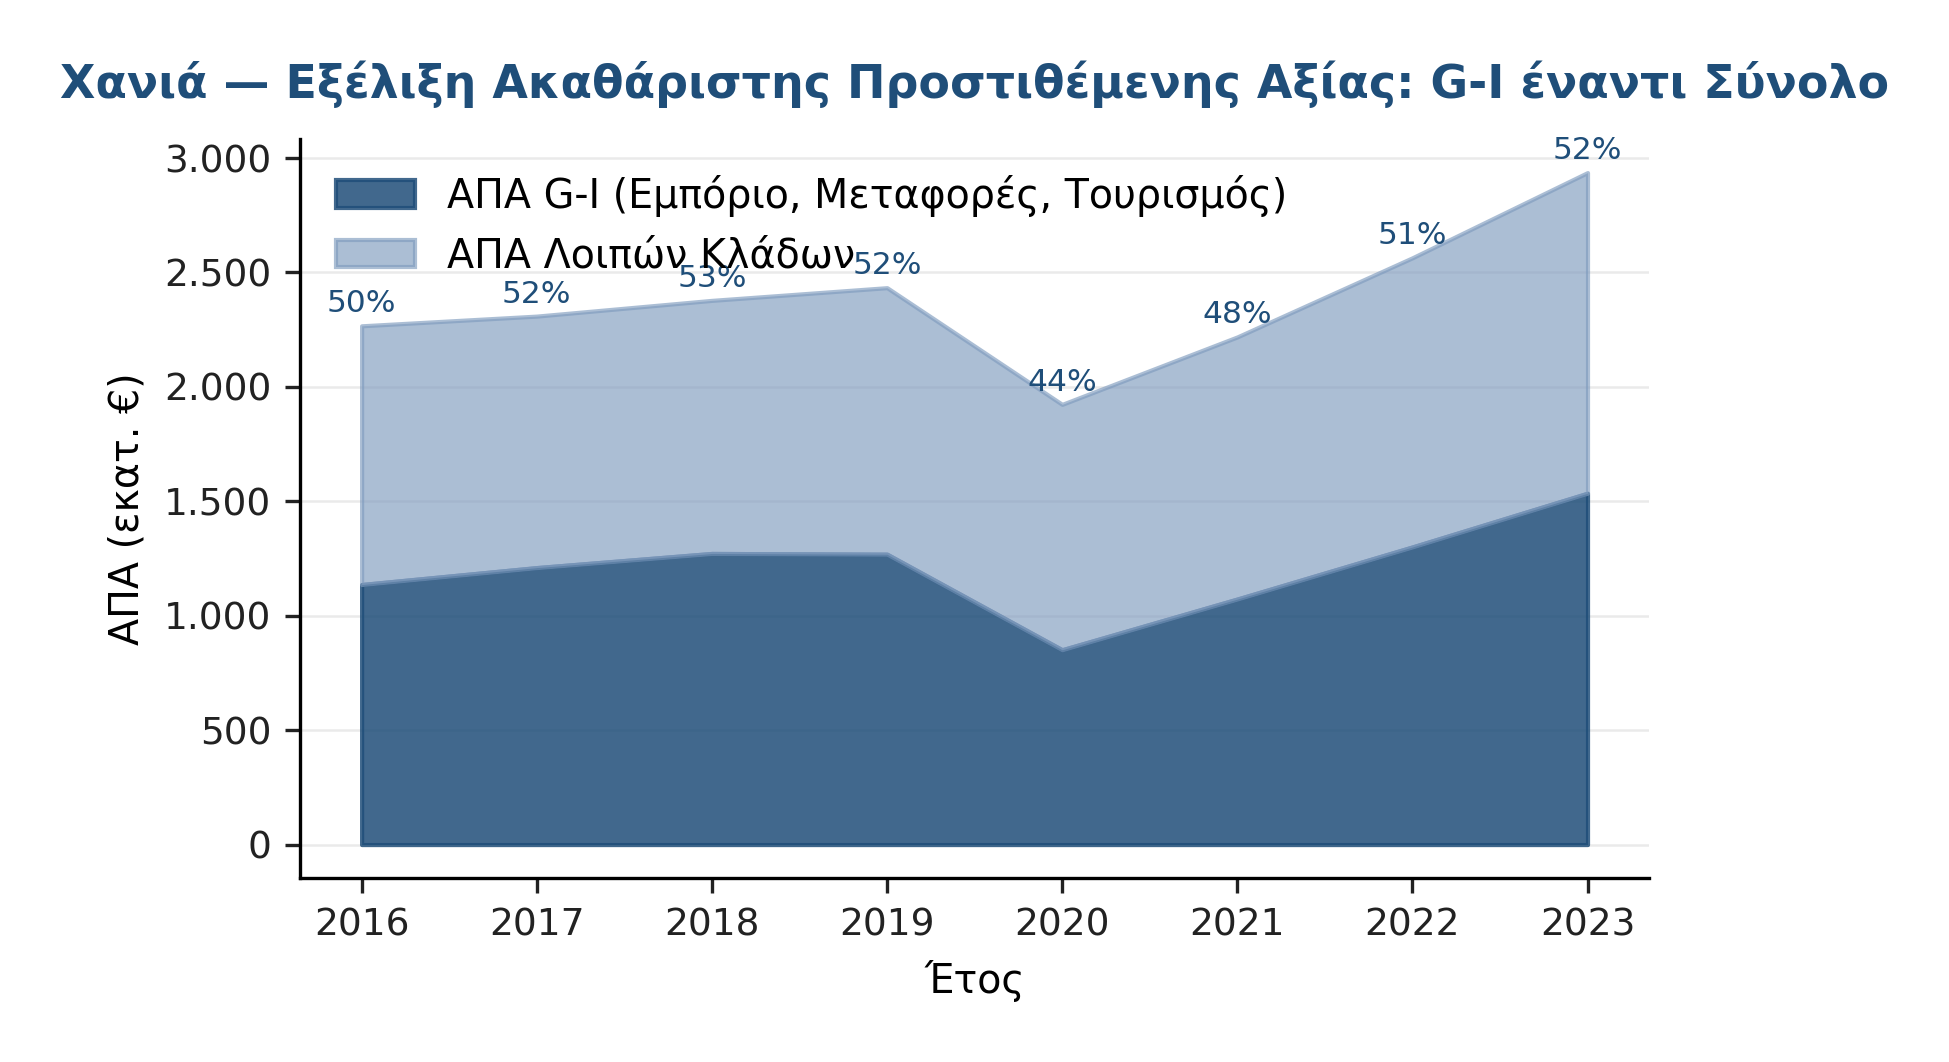 Χανιά — Εξέλιξη Ακαθάριστης Προστιθέμενης Αξίας: G-I έναντι Σύνολο
ΑΠΑ G-I (Εμπόριο, Μεταφορές, Τουρισμός)
ΑΠΑ Λοιπών Κλάδων
50%
52%
53%
52%
44%
48%
51%
52%
3.000
2.500
2.000
1.500
1.000
500
0
ΑΠΑ (εκατ. €)
2016 2017 2018 2019 2020 2021 2022 2023
Έτος